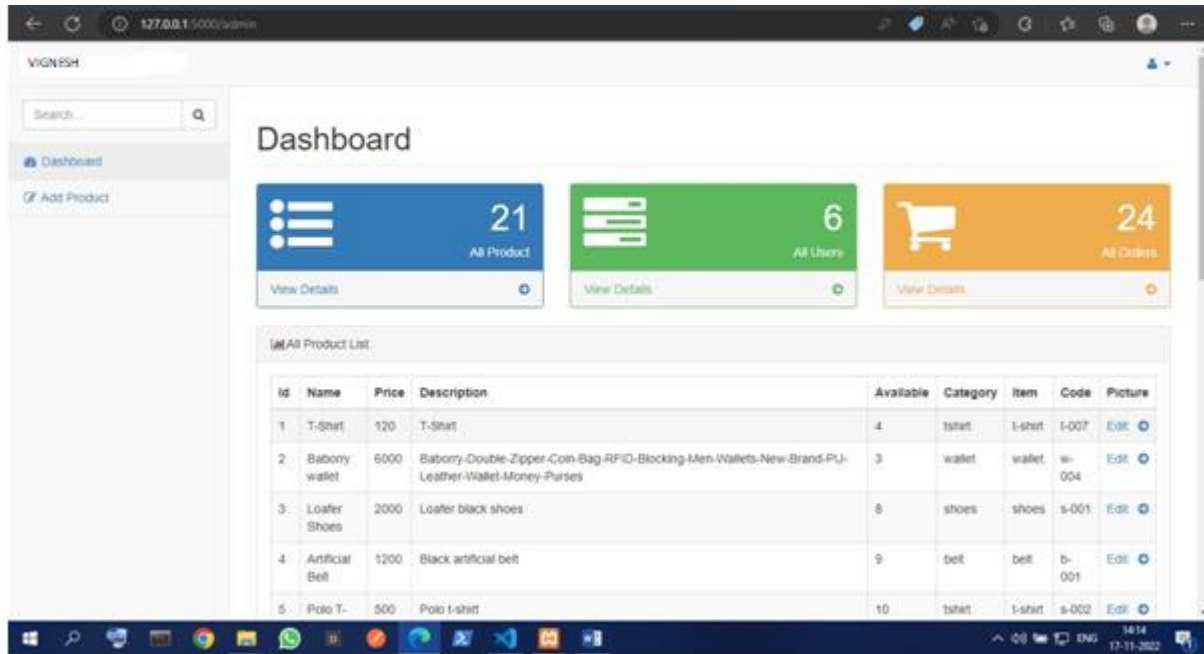 127.0.0.1:5000/admin
VIGNESH
Search...
Dashboard
Dashboard
Add Product
21
All Product
6
All Users
24
All Orders
View Details
View Details
View Details
All Product List
Id Name Price Description Available Category Item Code Picture
1 T-Shirt 120 T-Shirt 4 tshirt t-shirt t-007 Edit
2 Baborry Baborry-Double-Zipper-Coin-Bag-RFID-Blocking-Men-Wallets-New-Brand-PU- 6000 3 wallet wallet w- Edit
wallet Leather-Wallet-Money-Purses 004
3 Loafer 2000 Loafer black shoes 8 shoes shoes s-001 Edit
Shoes
4 Artificial 1200 Black artificial belt 9 belt belt b- Edit
Belt 001
5 Polo T- 500 Polo t-shirt 10 tshirt t-shirt s-002 Edit
ENG
14:14
17-11-2022